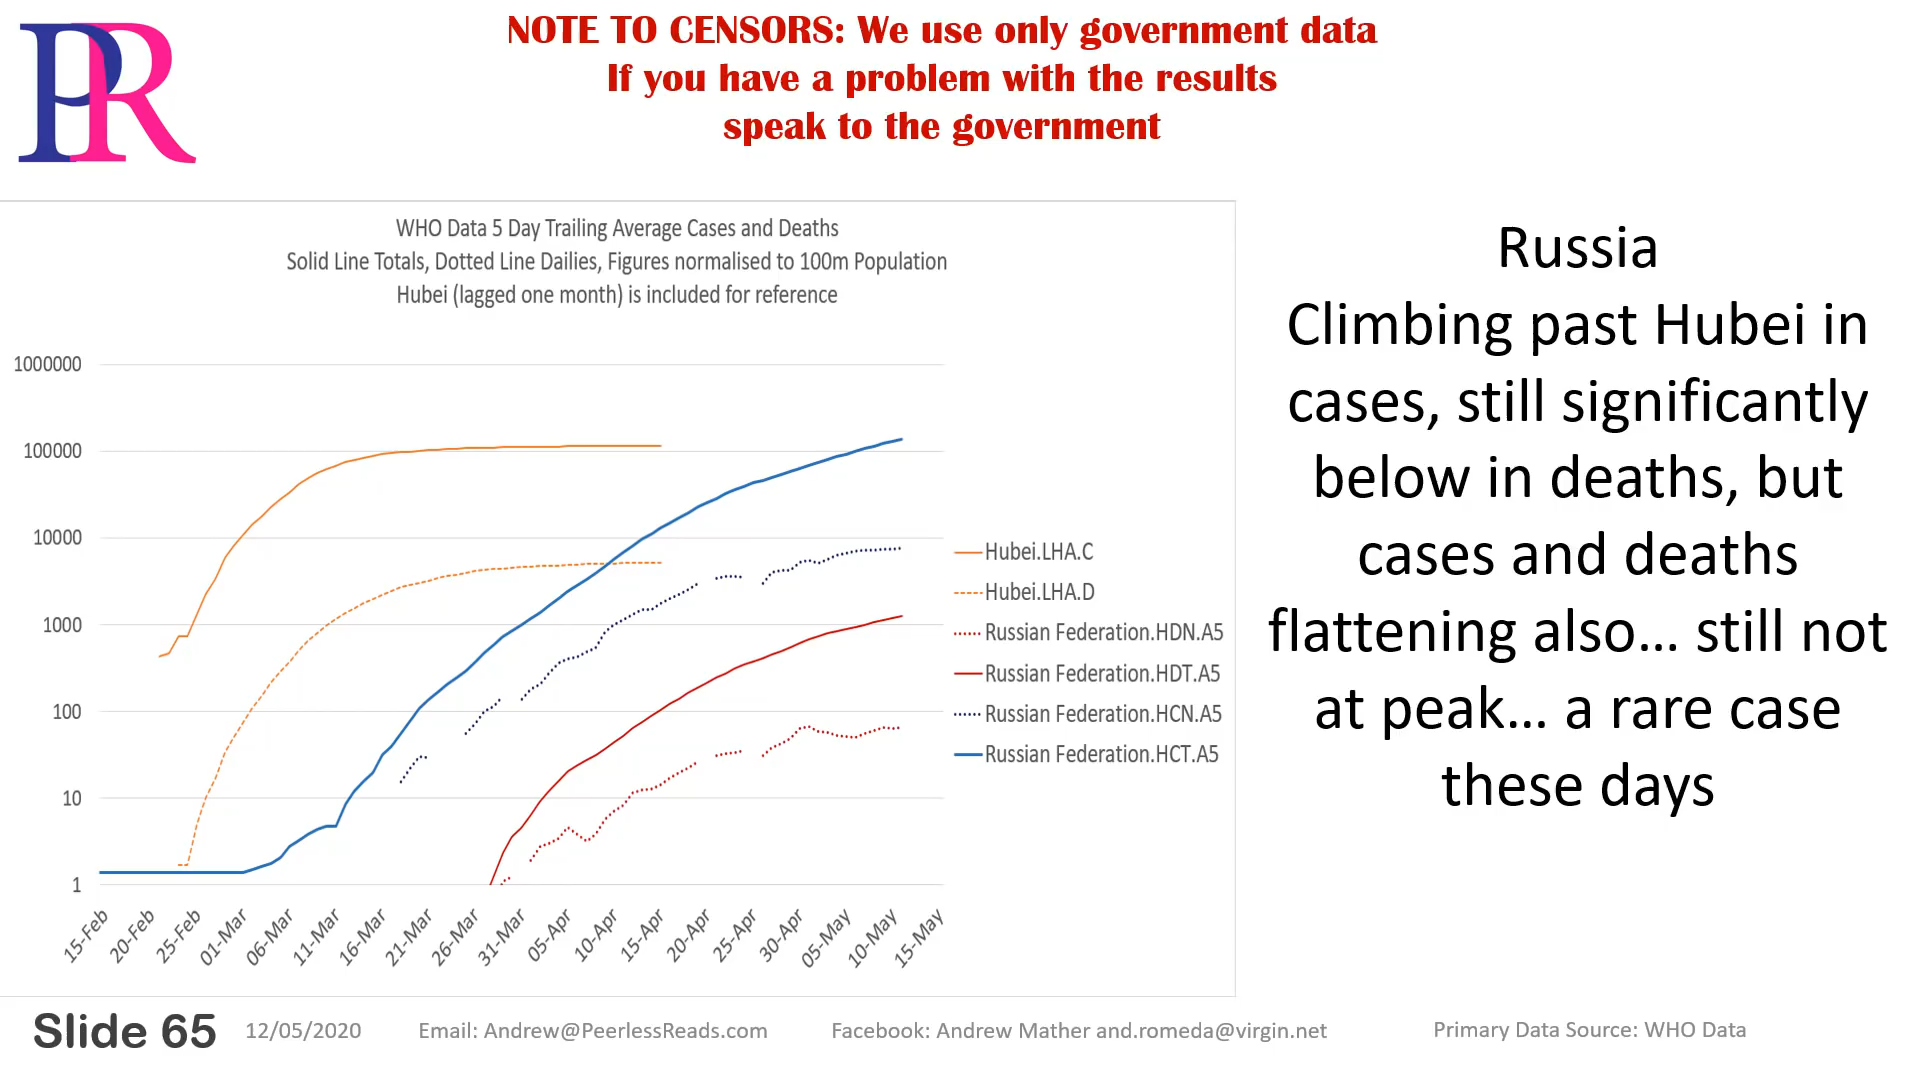 PR
NOTE TO CENSORS: We use only government data
If you have a problem with the results
speak to the government
WHO Data 5 Day Trailing Average Cases and Deaths
Solid Line Totals, Dotted Line Dailies, Figures normalised to 100m Population
Hubei (lagged one month) is included for reference
1000000
100000
10000
1000
100
10
1
15-Feb
20-Feb
25-Feb
01-Mar
06-Mar
11-Mar
16-Mar
21-Mar
26-Mar
31-Mar
05-Apr
10-Apr
15-Apr
20-Apr
25-Apr
30-Apr
05-May
10-May
15-May
Hubei.LHA.C
Hubei.LHA.D
Russian Federation.HDN.A5
Russian Federation.HDT.A5
Russian Federation.HCN.A5
Russian Federation.HCT.A5
Russia
Climbing past Hubei in
cases, still significantly
below in deaths, but
cases and deaths
flattening also... still not
at peak... a rare case
these days
Slide 65
12/05/2020
Email: Andrew@PeerlessReads.com
Facebook: Andrew Mather and.romeda@virgin.net
Primary Data Source: WHO Data